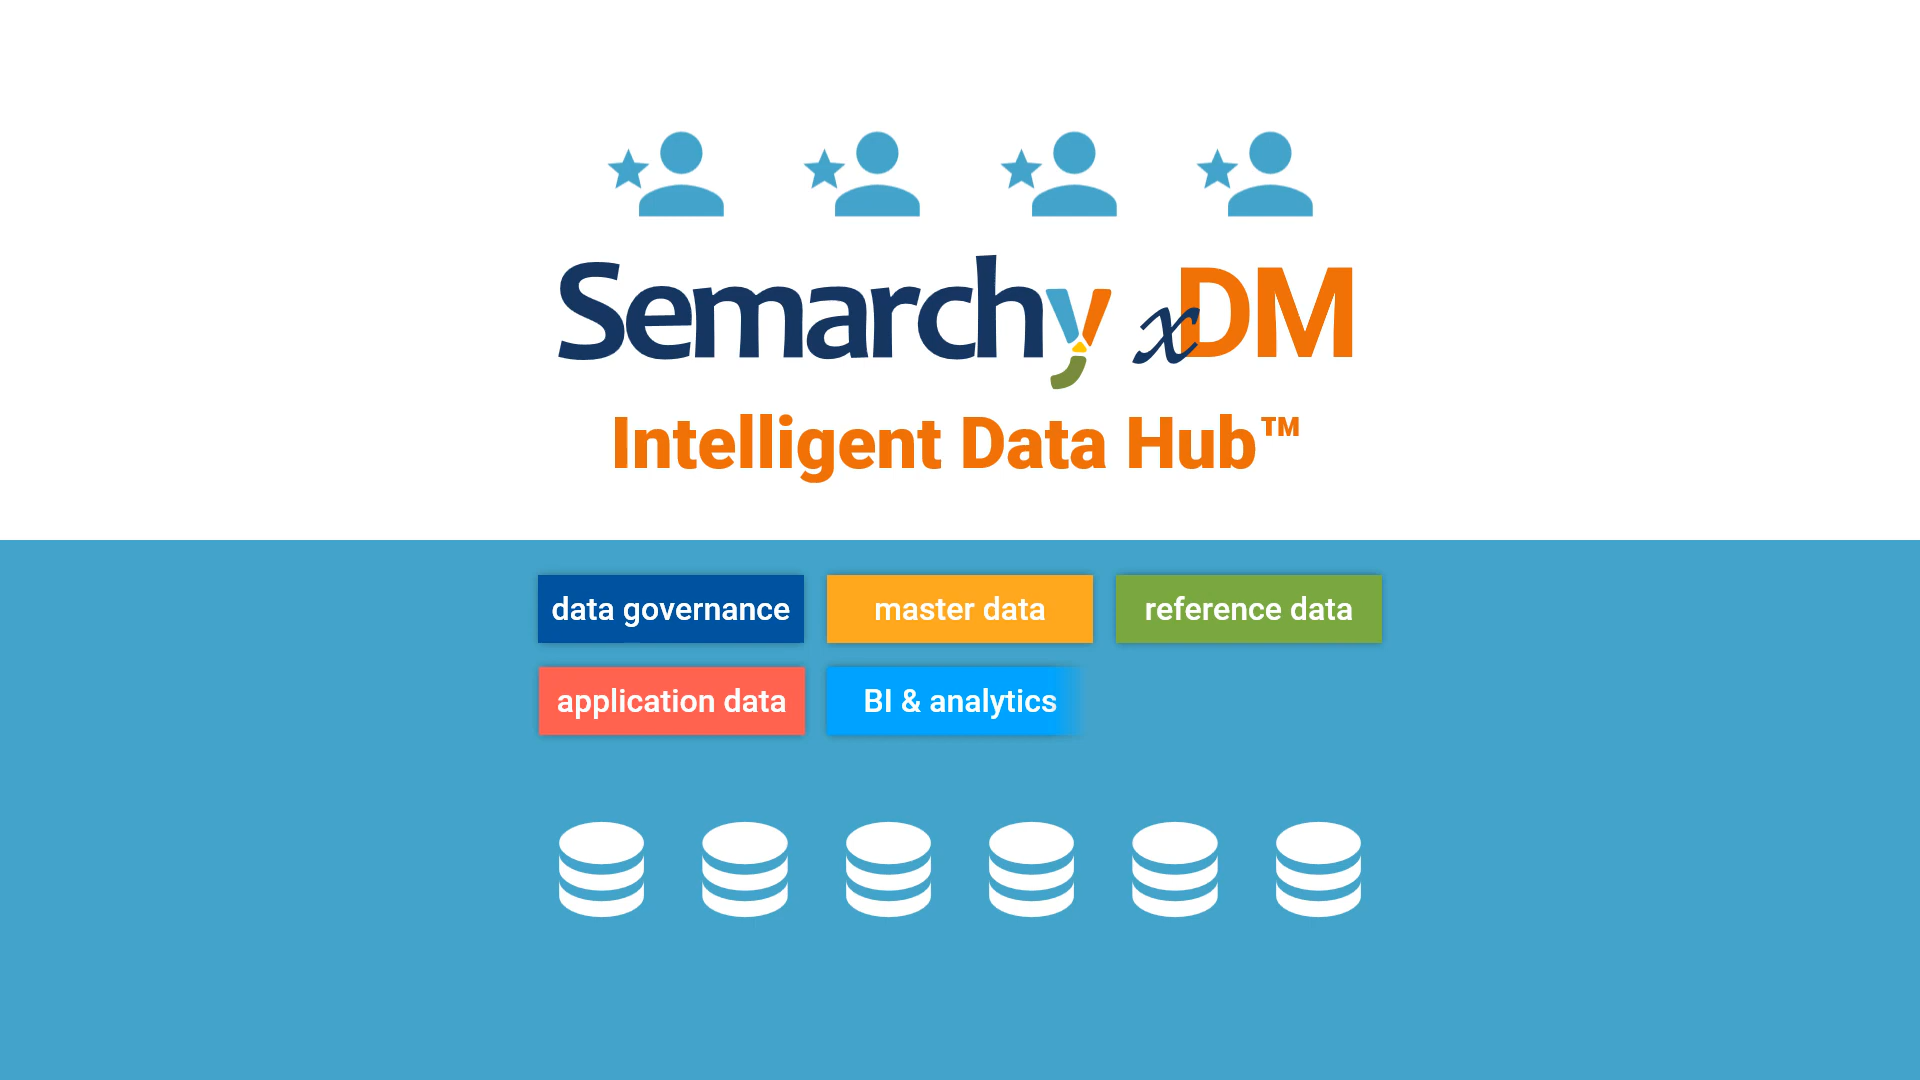 Semarchy xDM
Intelligent Data Hub™
data governance
master data
reference data
application data
BI & analytics